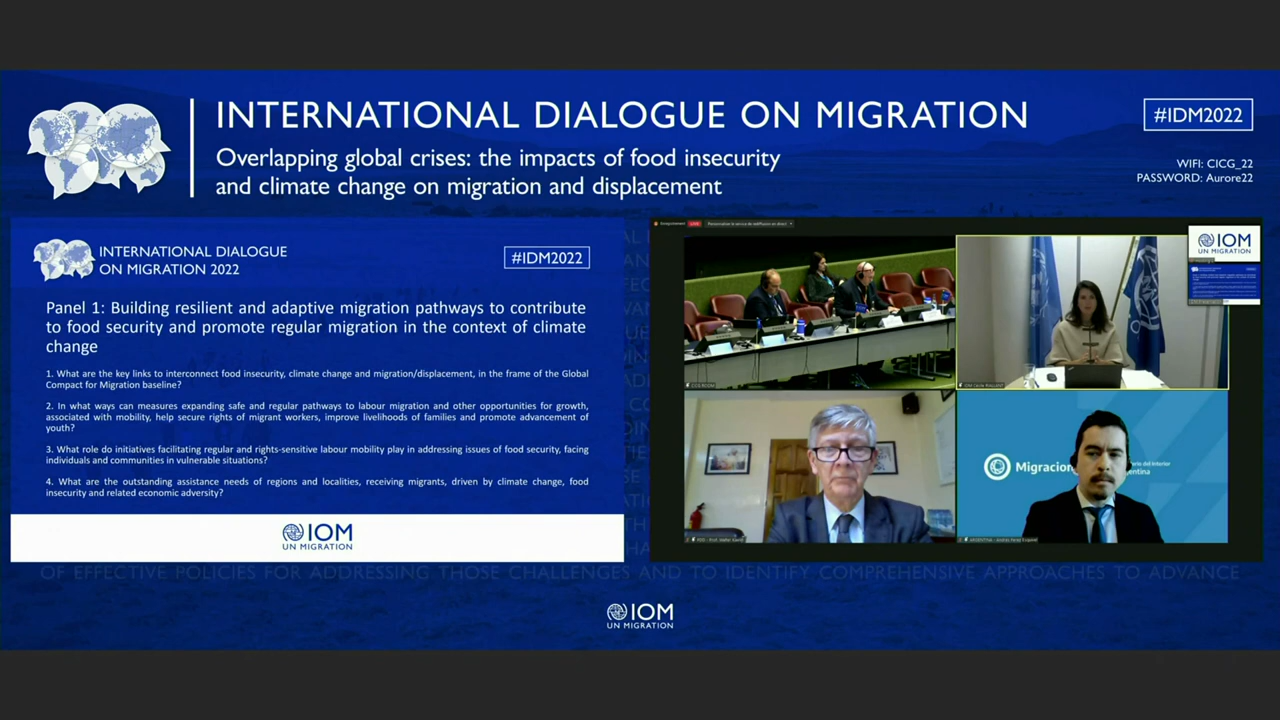 INTERNATIONAL DIALOGUE ON MIGRATION
Overlapping global crises: the impacts of food insecurity
and climate change on migration and displacement
#IDM2022
WIFI: CICG_22
PASSWORD: Aurore22
INTERNATIONAL DIALOGUE
ON MIGRATION 2022
#IDM2022
Panel 1: Building resilient and adaptive migration pathways to contribute
to food security and promote regular migration in the context of climate
change
1. What are the key links to interconnect food insecurity, climate change and migration/displacement, in the frame of the Global
Compact for Migration baseline?
2. In what ways can measures expanding safe and regular pathways to labour migration and other opportunities for growth,
associated with mobility, help secure rights of migrant workers, improve livelihoods of families and promote advancement of
youth?
3. What role do initiatives facilitating regular and rights-sensitive labour mobility play in addressing issues of food security, facing
individuals and communities in vulnerable situations?
4. What are the outstanding assistance needs of regions and localities, receiving migrants, driven by climate change, food
insecurity and related economic adversity?
IOM
UN MIGRATION
LIVE
IOM
UN MIGRATION
CICG ROOM
Migracion
Interior
entina
OF EFFECTIVE POLICIES FOR ADDRESSING THOSE CHALLENGES AND TO IDENTIFY COMPREHENSIVE APPROACHES TO ADVANCE
IOM
UN MIGRATION